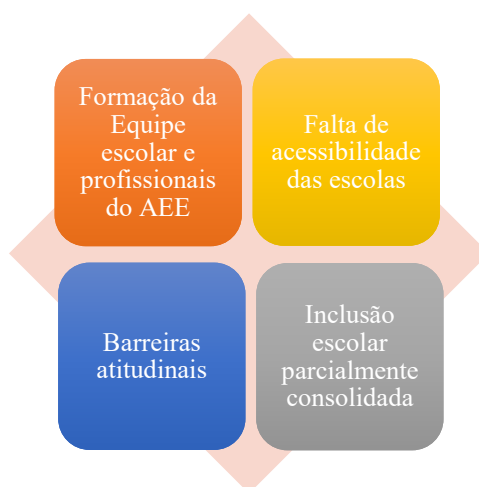 Formação da
Equipe
escolar e
profissionais
do AEE
Falta de
acessibilidade
das escolas
Barreiras
atitudinais
Inclusão
escolar
parcialmente
consolidada